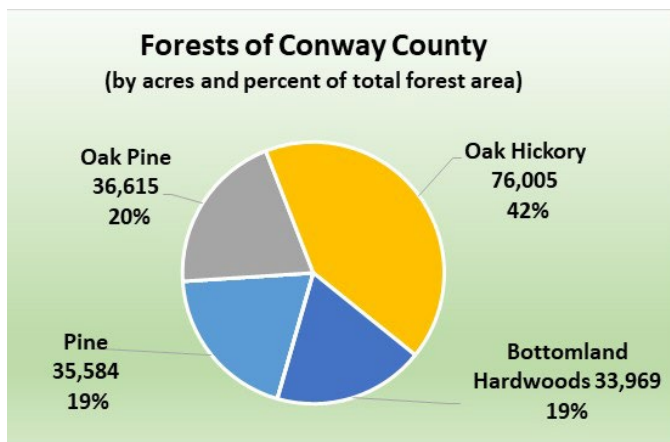 Forests of Conway County
(by acres and percent of total forest area)
Oak Pine
36,615
20%
Oak Hickory
76,005
42%
Pine
35,584
19%
Bottomland
Hardwoods 33,969
19%